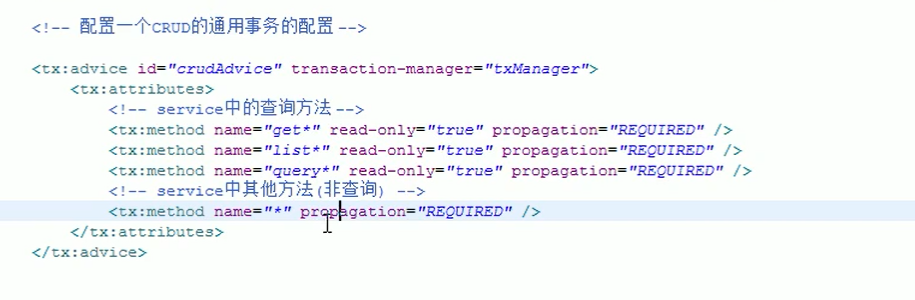 <!-- 配置一个CRUD的通用事务的配置 -->
<tx:advice id="crudAdvice" transaction-manager="txManager">
<tx:attributes>
<!-- service中的查询方法 -->
<tx:method name="get*" read-only="true" propagation="REQUIRED" />
<tx:method name="list*" read-only="true" propagation="REQUIRED" />
<tx:method name="query*" read-only="true" propagation="REQUIRED" />
<!-- service中其他方法(非查询) -->
<tx:method name="*" propagation="REQUIRED" />
</tx:attributes>
</tx:advice>